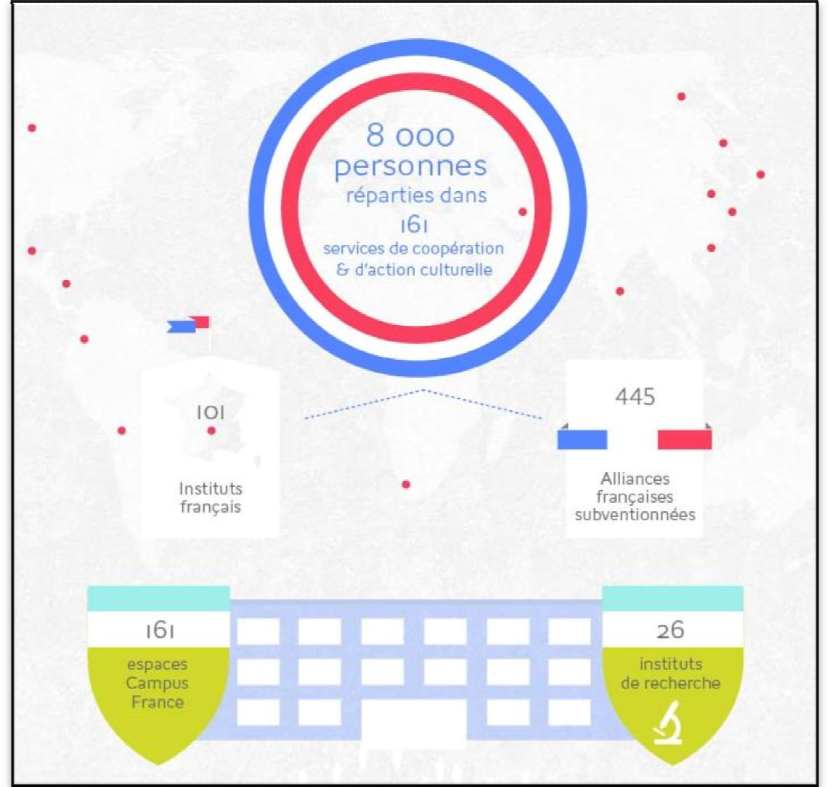 8 000
personnes
réparties dans
161
services de coopération
& d'action culturelle
101
Instituts
français
445
Alliances
françaises
subventionnées
161
espaces
Campus
France
26
instituts
de recherche